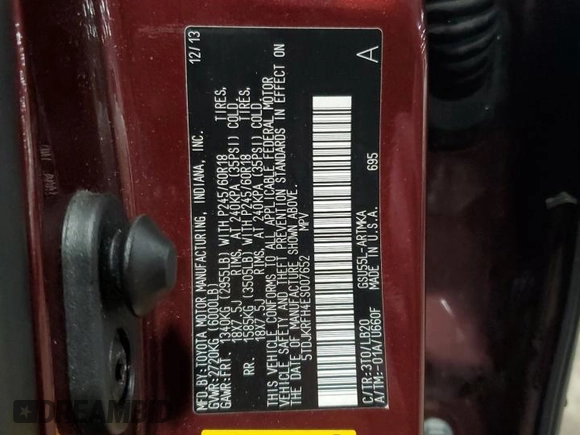 MFD. BY:TOYOTA MOTOR MANUFACTURING, INDIANA, INC. 12/13
GVWR:2720KG (6000LB)
GAWR:FRT. 1340KG (2955LB) WITH P245/60R18 TIRES,
18X7.5J RIMS, AT 240KPA (35PSI) COLD.
RR. 1585KG (3505LB) WITH P245/60R18 TIRES,
18X7.5J RIMS, AT 240KPA (35PSI) COLD.
THIS VEHICLE CONFORMS TO ALL APPLICABLE FEDERAL MOTOR
VEHICLE SAFETY AND THEFT PREVENTION STANDARDS IN EFFECT ON
THE DATE OF MANUFACTURE SHOWN ABOVE.
5TDJKRFH4ES007652 MPV
C/TR:3T0/LB20 GSU55L-ARTMKA 695 A
A/TM:-01A/U660F MADE IN U.S.A.
DREAMBID